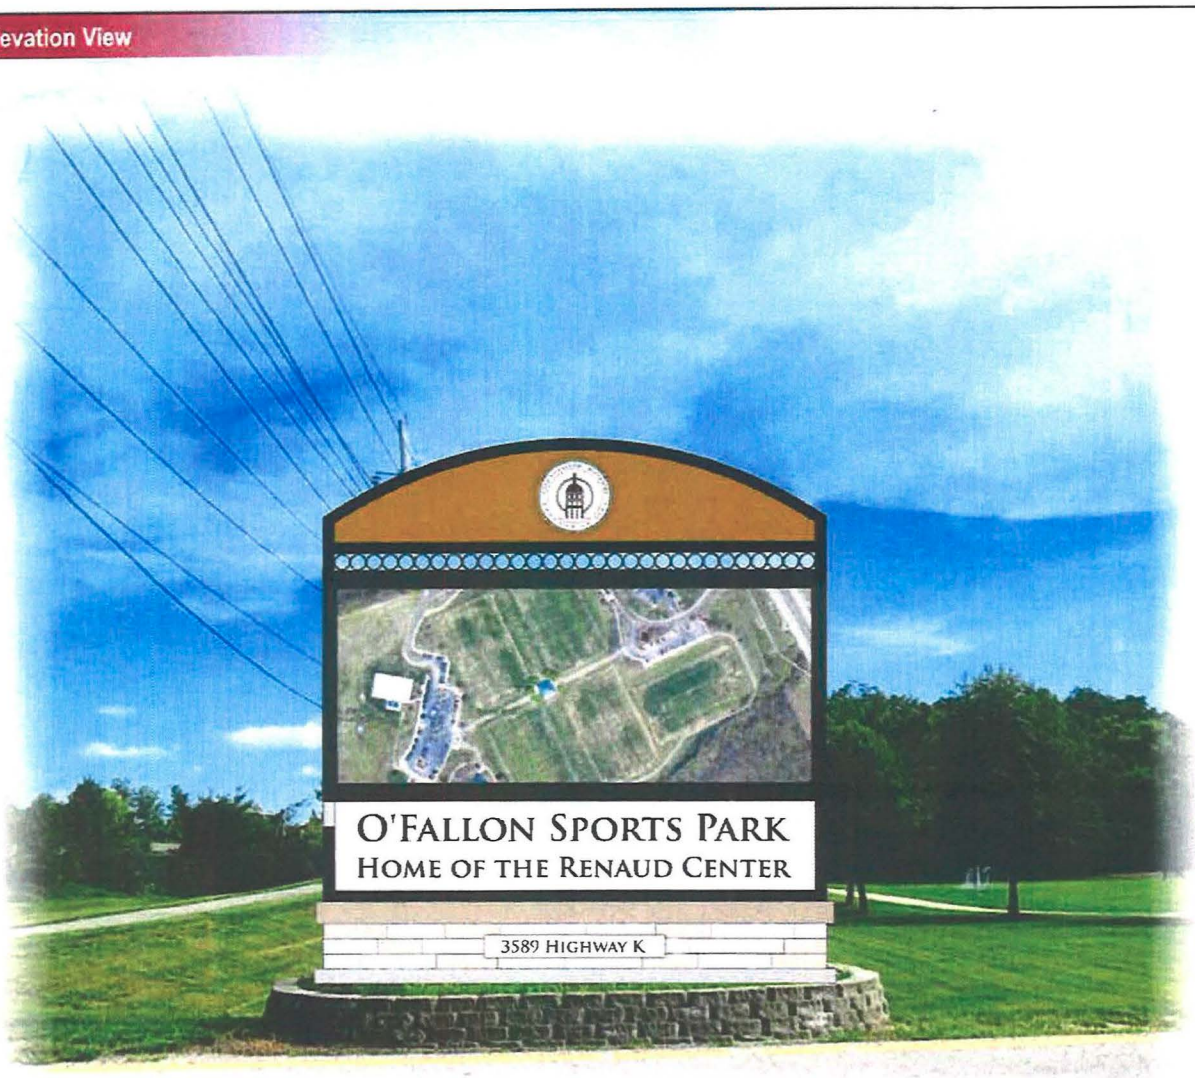 evation View
O'FALLON SPORTS PARK
HOME OF THE RENAUD CENTER
3589 HIGHWAY K